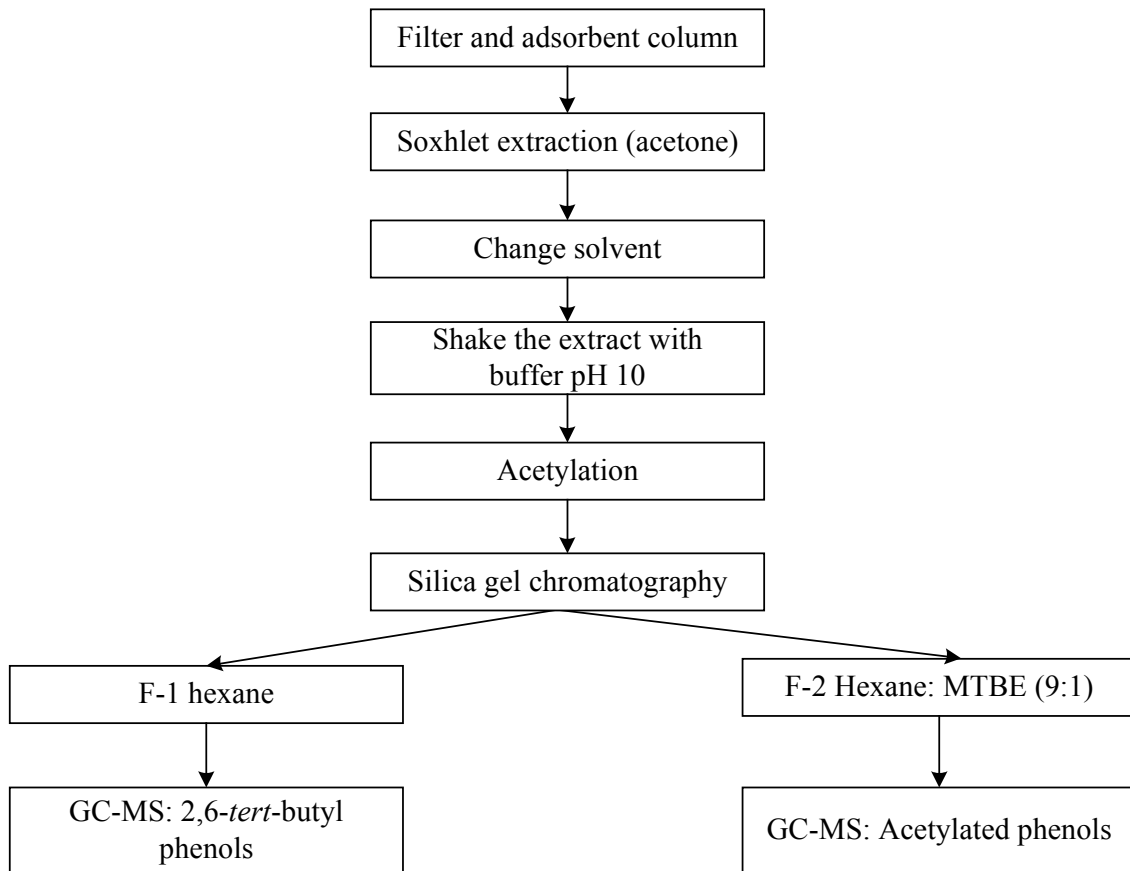 Filter and adsorbent column
Soxhlet extraction (acetone)
Change solvent
Shake the extract with
buffer pH 10
Acetylation
Silica gel chromatography
F-1 hexane
F-2 Hexane: MTBE (9:1)
GC-MS: 2,6-tert-butyl
phenols
GC-MS: Acetylated phenols